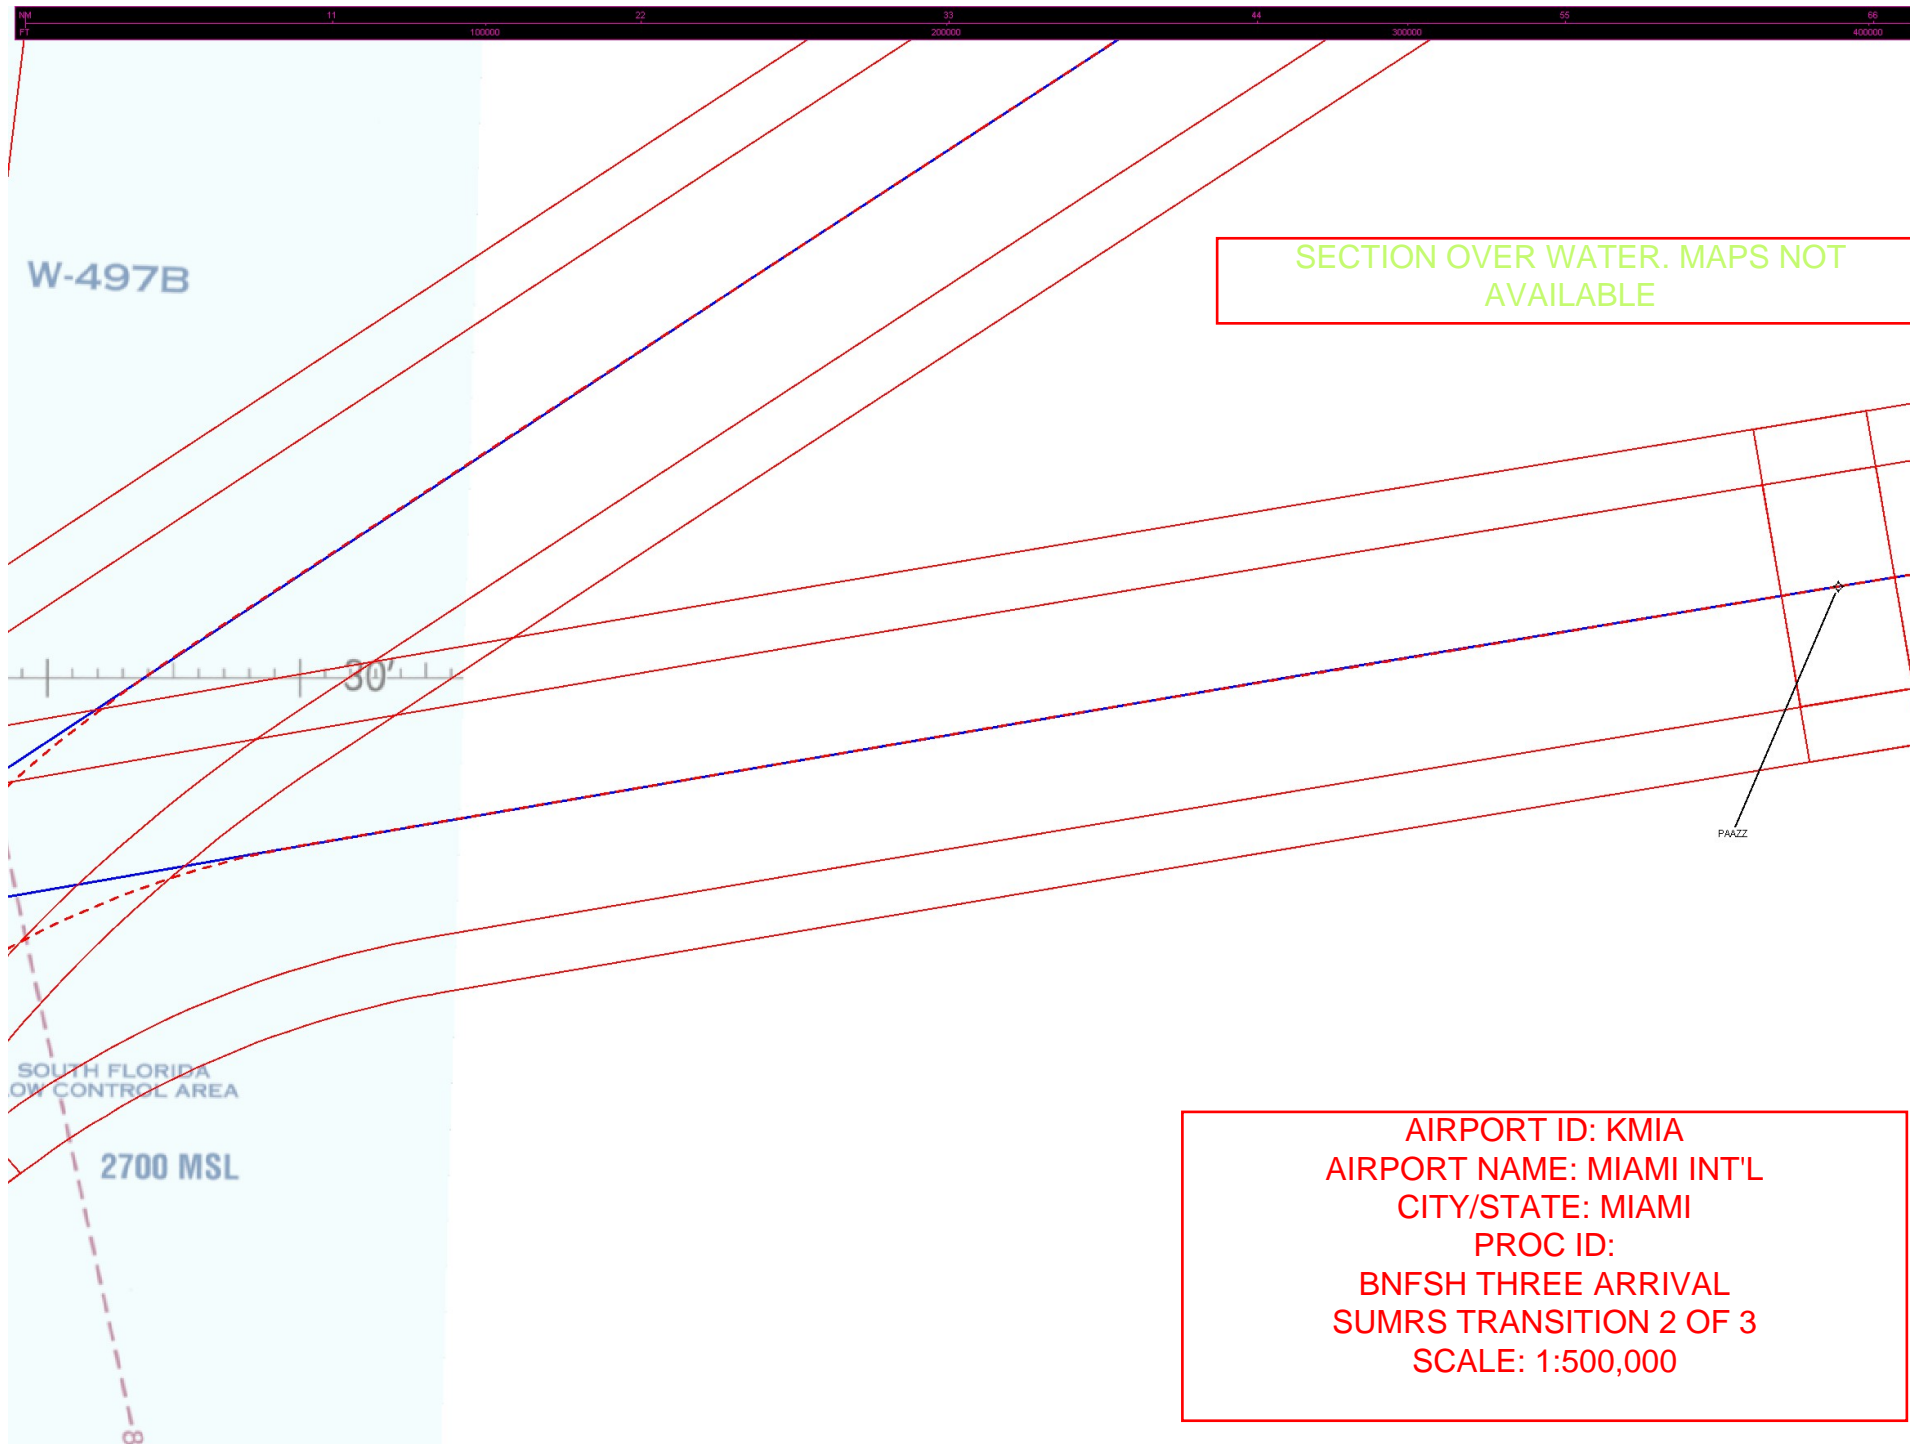 NM 11 22 33 44 55 66
FT 100000 200000 300000 400000
W-497B
SECTION OVER WATER. MAPS NOT
AVAILABLE
30'
PAAZZ
SOUTH FLORIDA
LOW CONTROL AREA
2700 MSL
8
AIRPORT ID: KMIA
AIRPORT NAME: MIAMI INT'L
CITY/STATE: MIAMI
PROC ID:
BNFSH THREE ARRIVAL
SUMRS TRANSITION 2 OF 3
SCALE: 1:500,000